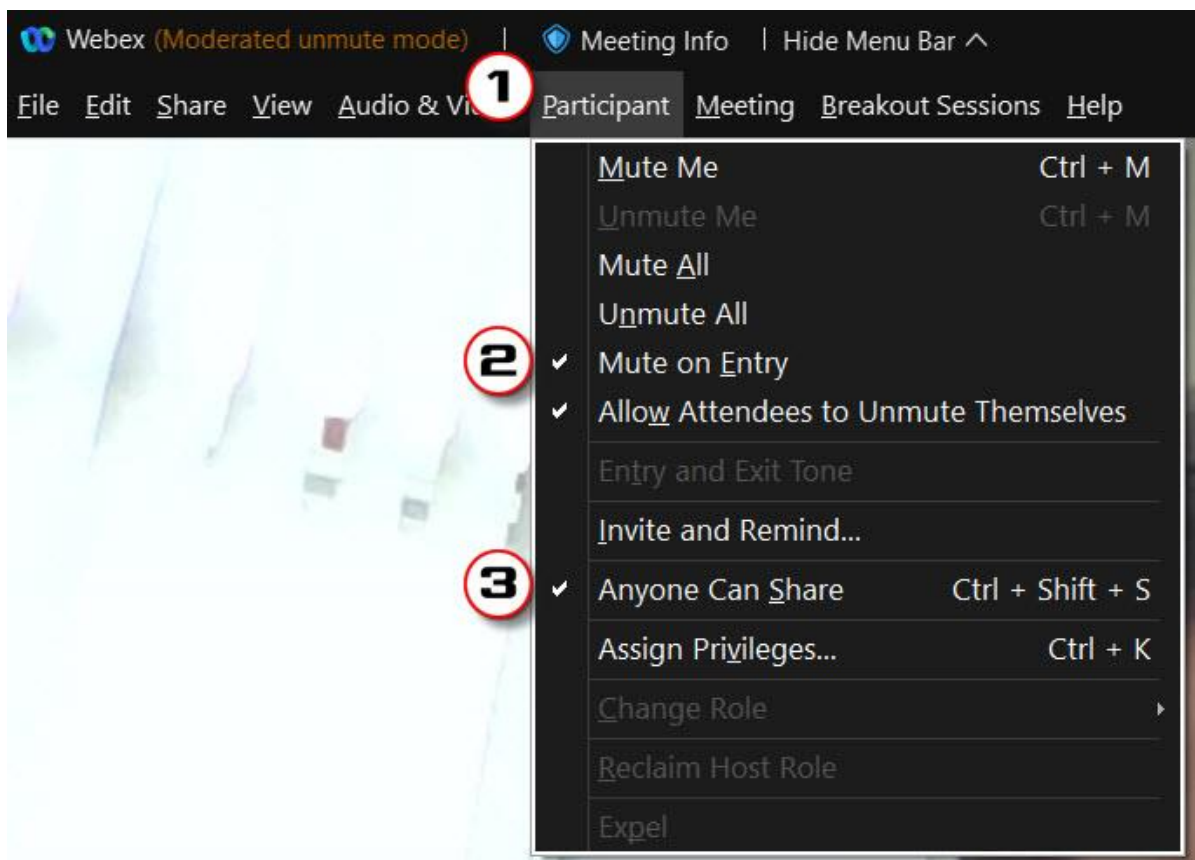 Webex (Moderated unmute mode) | Meeting Info | Hide Menu Bar
File Edit Share View Audio & Vi 1 Participant Meeting Breakout Sessions Help
Mute Me Ctrl + M
Unmute Me Ctrl + M
Mute All
Unmute All
2 Mute on Entry
Allow Attendees to Unmute Themselves
Entry and Exit Tone
Invite and Remind...
3 Anyone Can Share Ctrl + Shift + S
Assign Privileges... Ctrl + K
Change Role
Reclaim Host Role
Expel